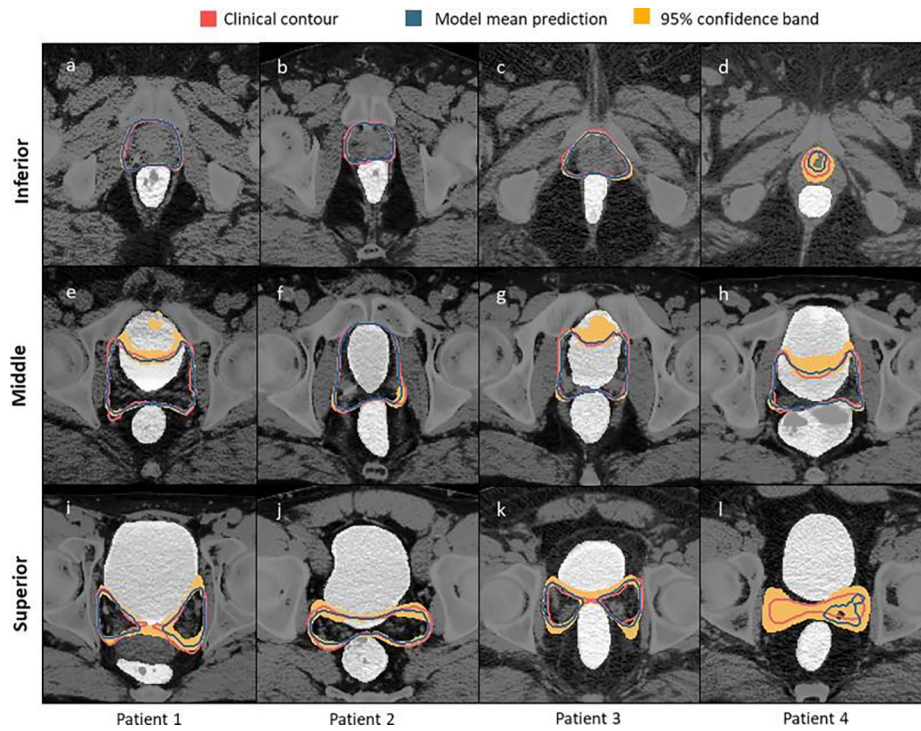 Clinical contour Model mean prediction 95% confidence band
a b c d
Inferior
e f g h
Middle
i j k l
Superior
Patient 1 Patient 2 Patient 3 Patient 4